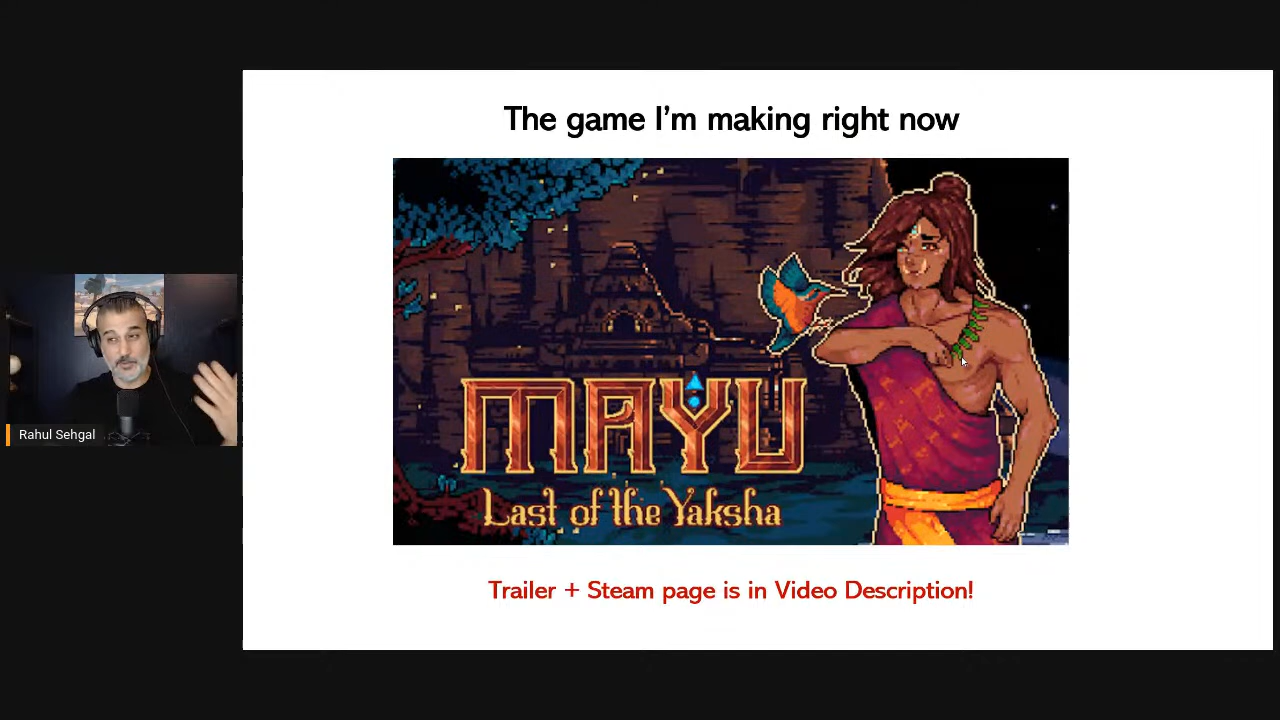 The game I'm making right now
MAYU
Last of the Yaksha
Rahul Sehgal
Trailer + Steam page is in Video Description!